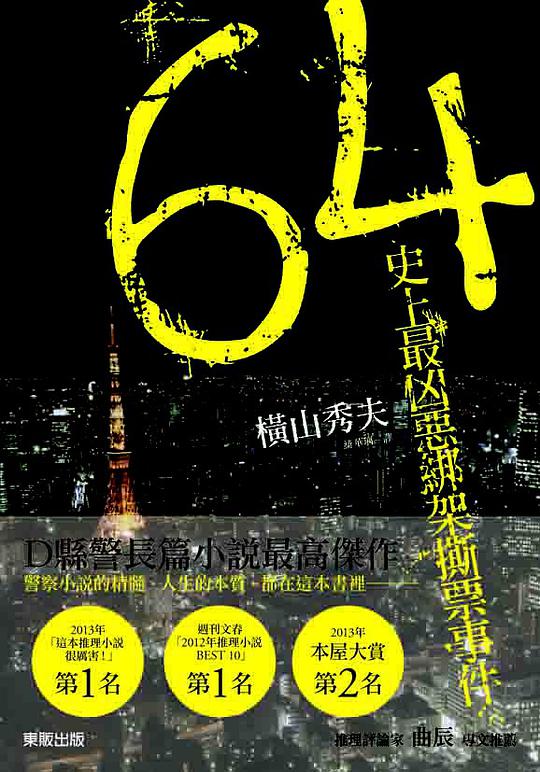 64
史上最凶惡綁架撕票事件！
橫山秀夫
D縣警長篇小說最高傑作
警察小說的精髓、人生的本質，都在這本書裡——
2013年
「這本推理小說
很厲害！」
第1名
週刊文春
「2012年推理小說
BEST 10」
第1名
2013年
本屋大賞
第2名
東販出版
推理評論家 曲辰 專文推薦